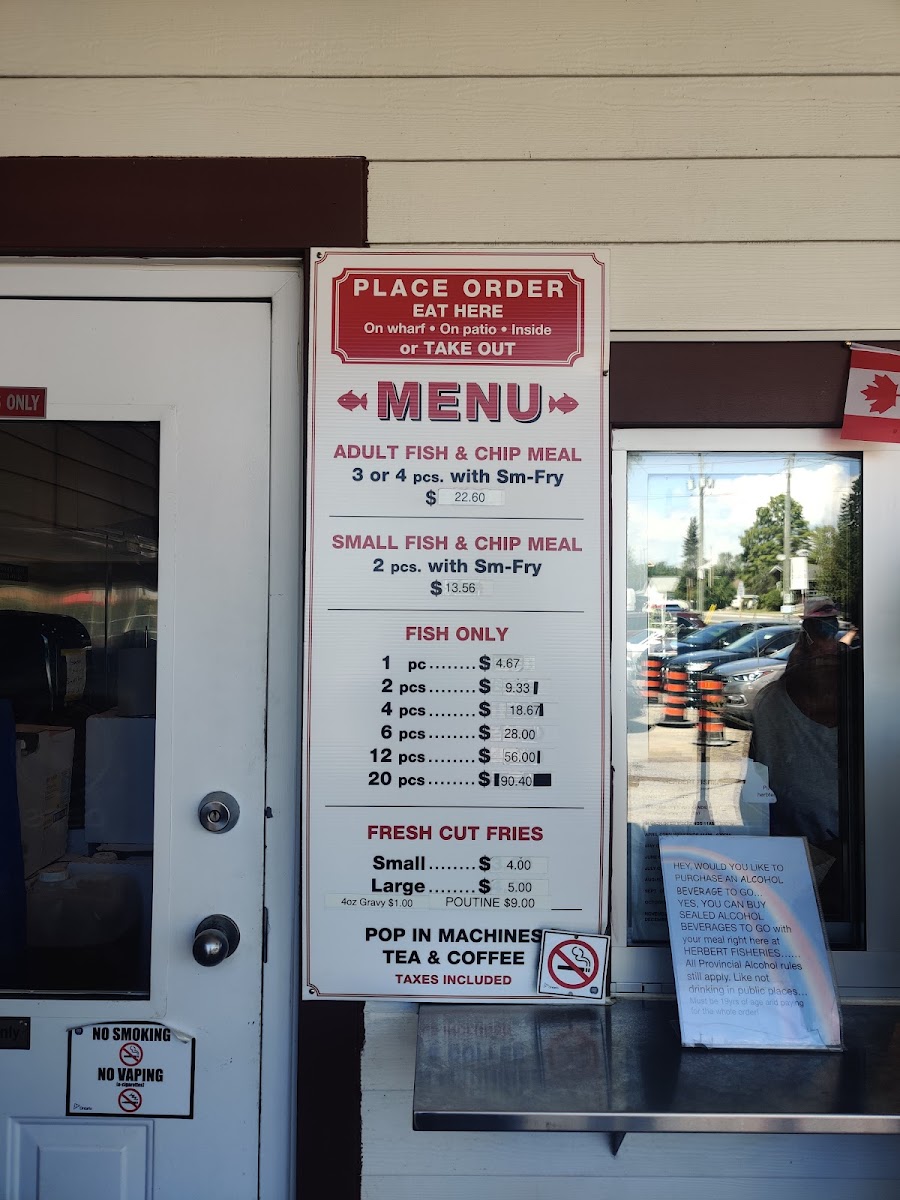 PLACE ORDER
EAT HERE
On wharf • On patio • Inside
or TAKE OUT
MENU
ADULT FISH & CHIP MEAL
3 or 4 pcs. with Sm-Fry
$ 22.60
SMALL FISH & CHIP MEAL
2 pcs. with Sm-Fry
$ 13.56
FISH ONLY
1 pc........$ 4.67
2 pcs........$ 9.33
4 pcs........$ 18.67
6 pcs........$ 28.00
12 pcs........$ 56.00
20 pcs........$ 90.40
FRESH CUT FRIES
Small.......$ 4.00
Large.......$ 5.00
4oz Gravy $1.00 POUTINE $9.00
POP IN MACHINES
TEA & COFFEE
TAXES INCLUDED
ONLY
NO SMOKING
NO VAPING
(e-cigarettes)
HEY, WOULD YOU LIKE TO
PURCHASE AN ALCOHOL
BEVERAGE TO GO...
YES, YOU CAN BUY
SEALED ALCOHOL
BEVERAGES TO GO with
your meal right here at
HERBERT FISHERIES......
All Provincial Alcohol rules
still apply. Like not
drinking in public places...
Must be 19yrs of age and paying
for the whole order!